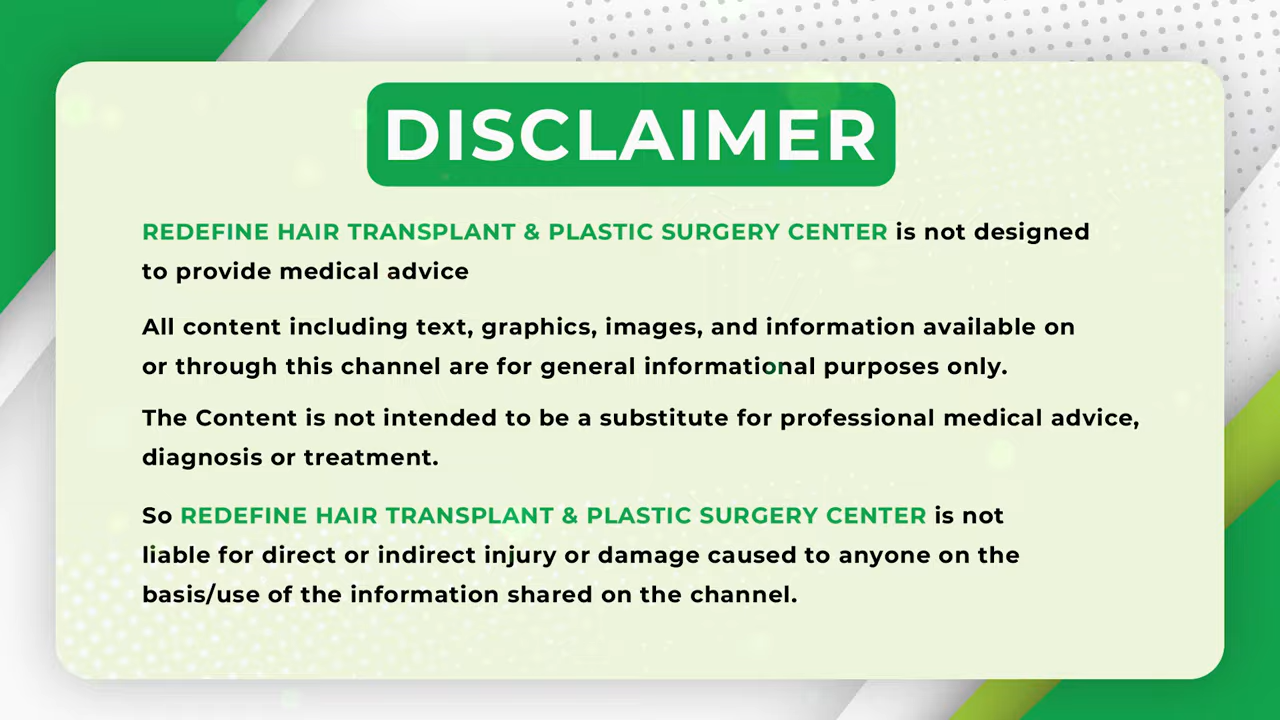 DISCLAIMER
REDEFINE HAIR TRANSPLANT & PLASTIC SURGERY CENTER is not designed
to provide medical advice
All content including text, graphics, images, and information available on
or through this channel are for general informational purposes only.
The Content is not intended to be a substitute for professional medical advice,
diagnosis or treatment.
So REDEFINE HAIR TRANSPLANT & PLASTIC SURGERY CENTER is not
liable for direct or indirect injury or damage caused to anyone on the
basis/use of the information shared on the channel.